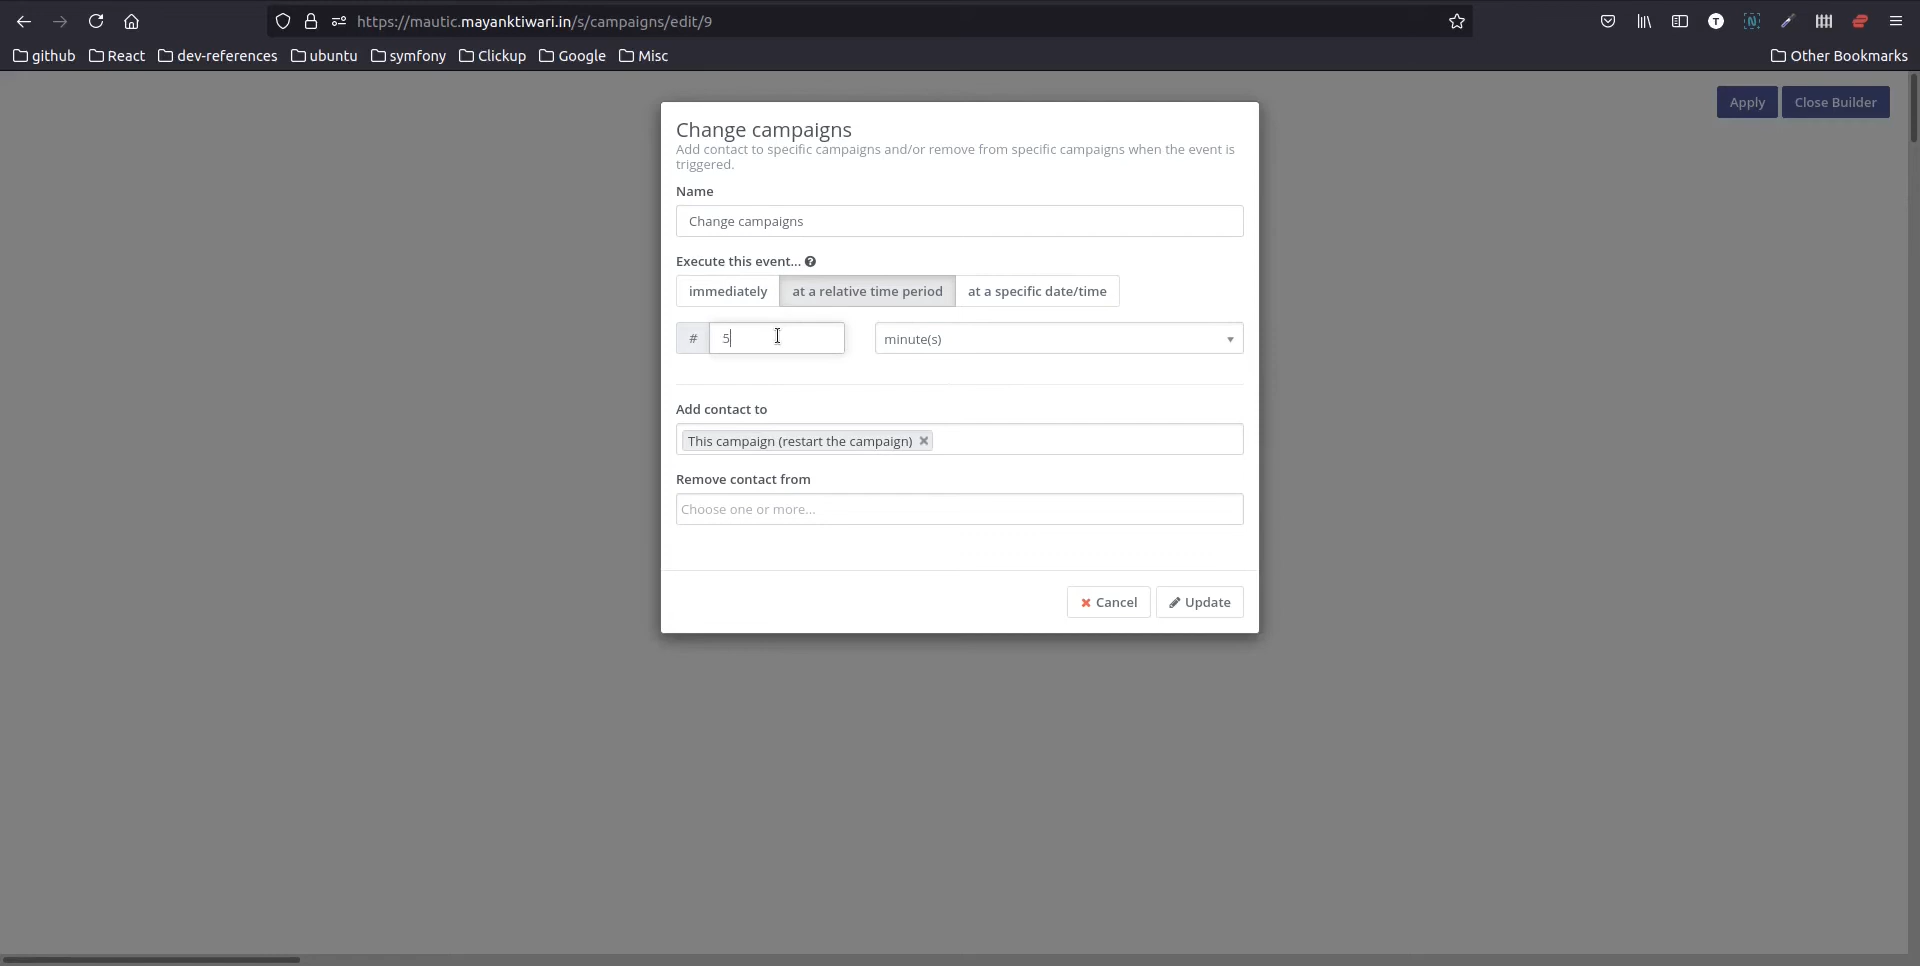 https://mautic.mayanktiwari.in/s/campaigns/edit/9
T
N
github React dev-references ubuntu symfony Clickup Google Misc Other Bookmarks
Apply Close Builder
Change campaigns
Add contact to specific campaigns and/or remove from specific campaigns when the event is
triggered.
Name
Change campaigns
Execute this event... ?
immediately at a relative time period at a specific date/time
# 5 minute(s)
Add contact to
This campaign (restart the campaign) ×
Remove contact from
Choose one or more...
Cancel Update